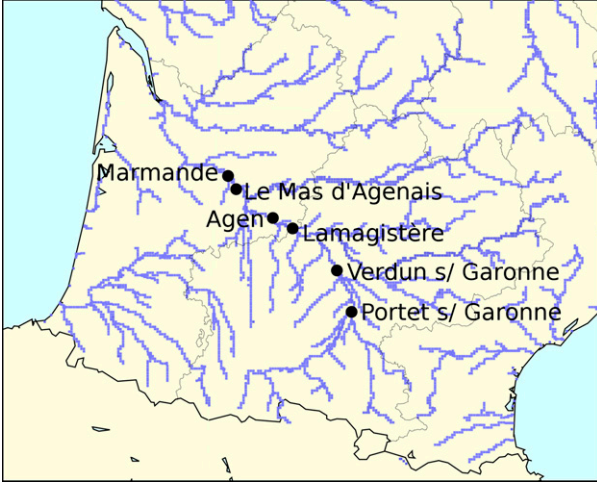 Marmande
Le Mas d'Agenais
Agen
Lamagistère
Verdun s/ Garonne
Portet s/ Garonne